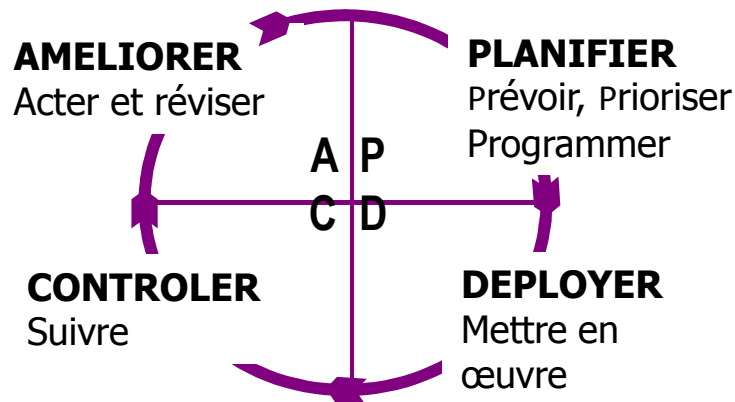 AMELIORER
Acter et réviser
PLANIFIER
Prévoir, Prioriser
Programmer
A P
C D
CONTROLER
Suivre
DEPLOYER
Mettre en
œuvre